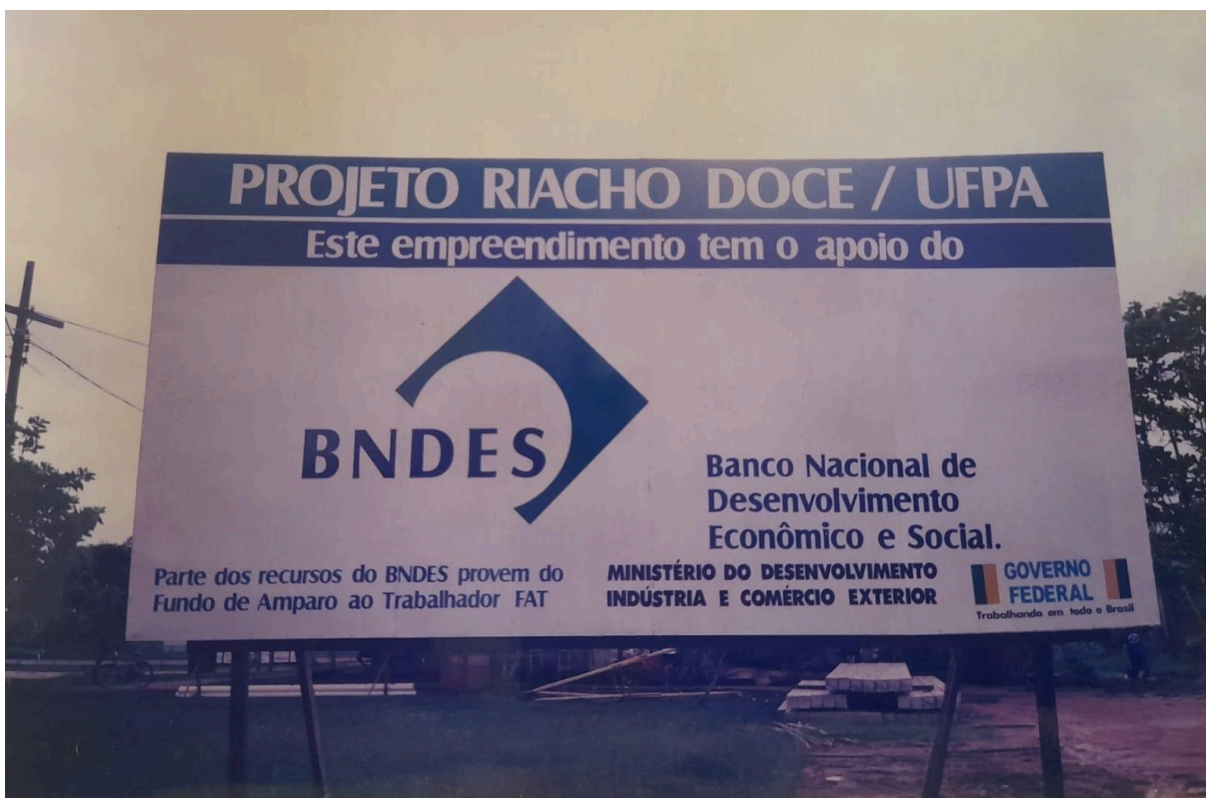 PROJETO RIACHO DOCE / UFPA
Este empreendimento tem o apoio do
BNDES
Banco Nacional de
Desenvolvimento
Econômico e Social.
Parte dos recursos do BNDES provem do
Fundo de Amparo ao Trabalhador FAT
MINISTÉRIO DO DESENVOLVIMENTO
INDÚSTRIA E COMÉRCIO EXTERIOR
GOVERNO
FEDERAL
Trabalhando em todo o Brasil